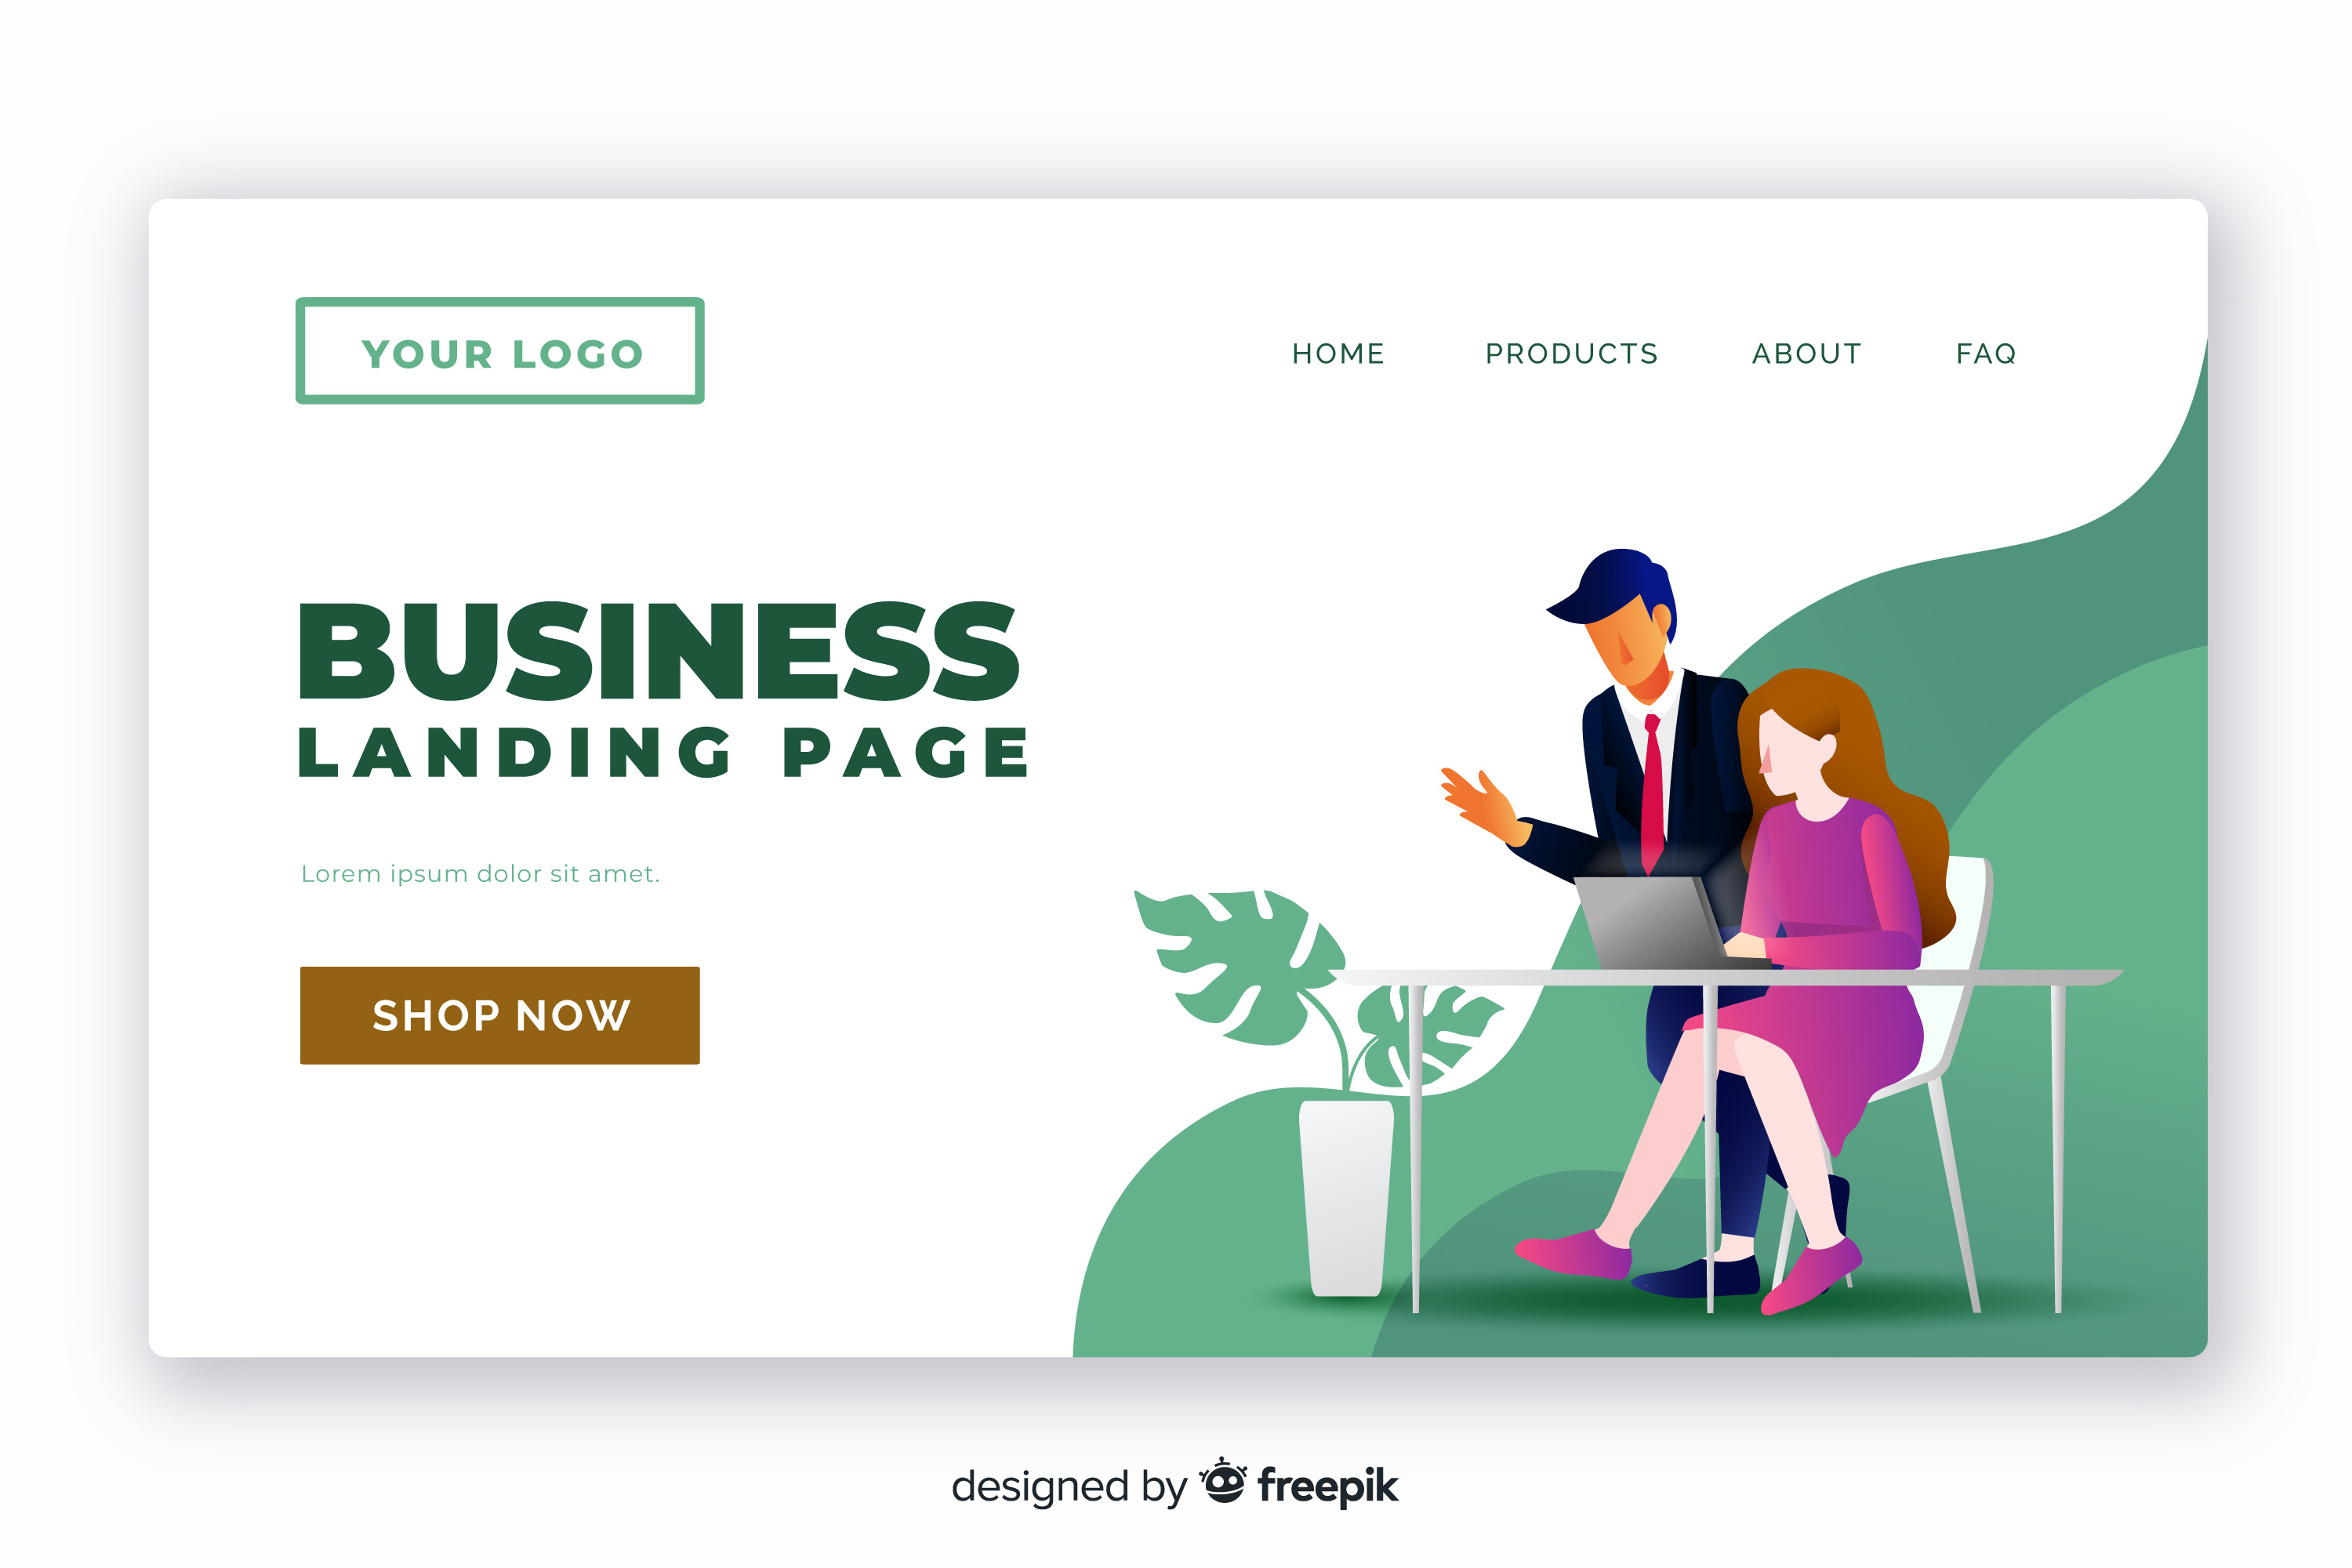 YOUR LOGO
HOME PRODUCTS ABOUT FAQ
BUSINESS
LANDING PAGE
Lorem ipsum dolor sit amet.
SHOP NOW
designed by freepik